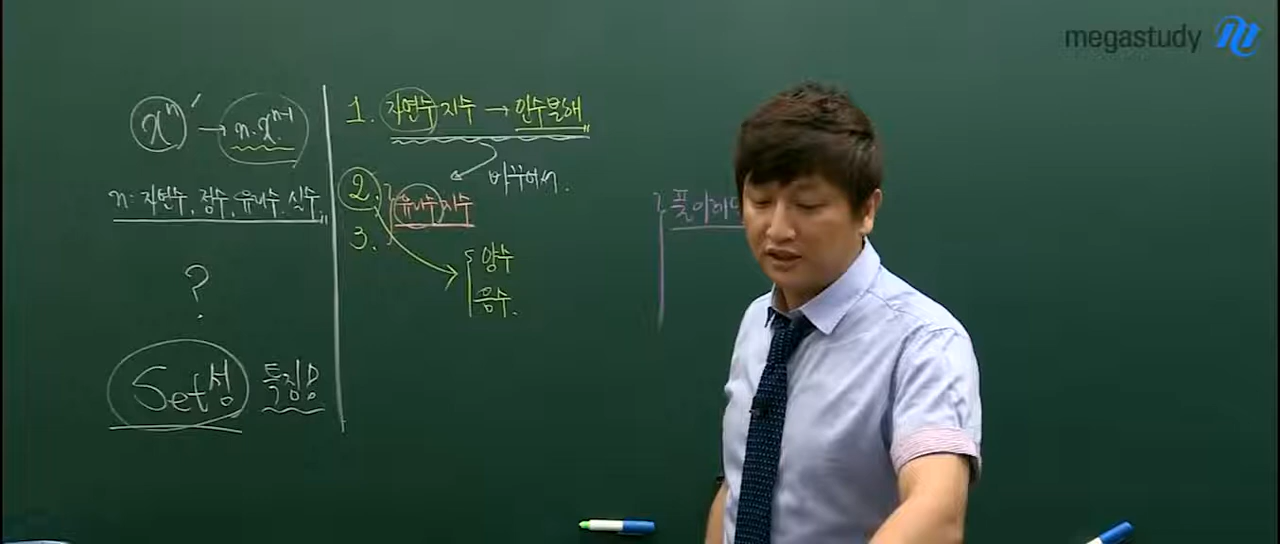 megastudy
xⁿ′ → n·xⁿ⁻¹
n: 자연수, 정수, 유리수, 실수
?
Set성 특징♀
1. 자연수 지수 → 인수분해
바꾸어서.
2. 유리수 지수
3.
양수
음수.
풀이하